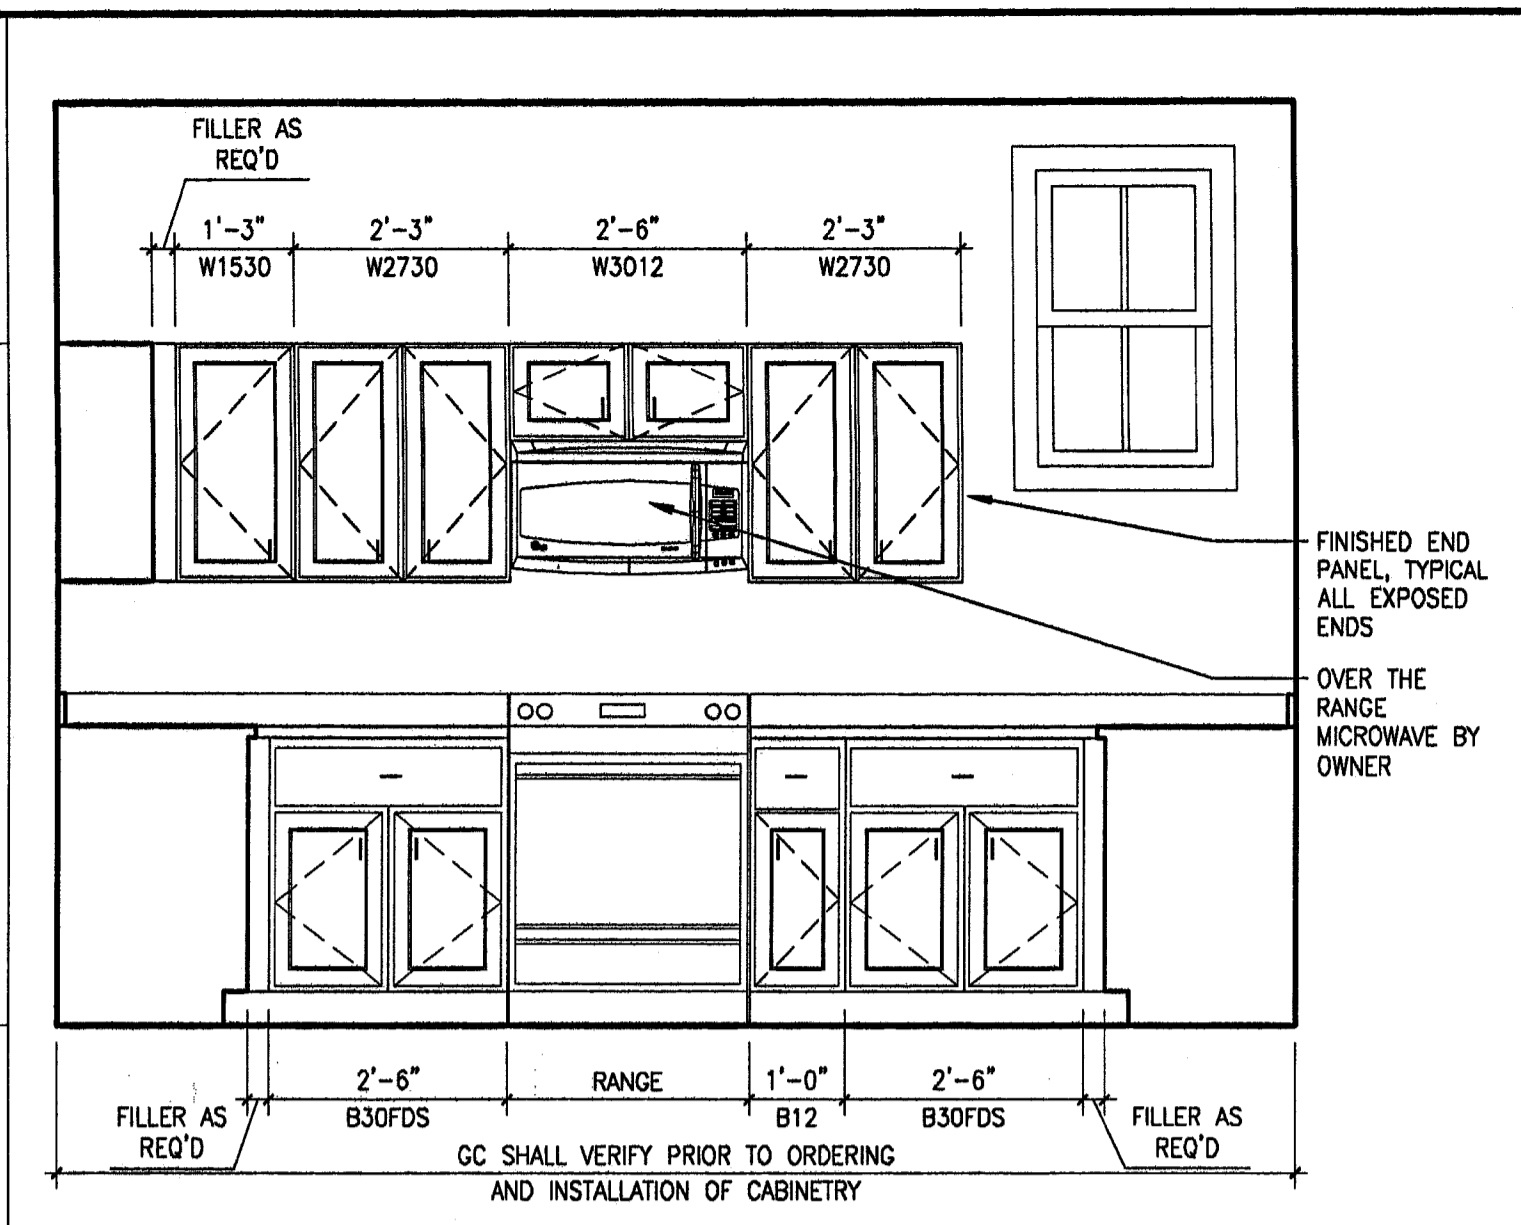 FILLER AS
REQ'D
1'-3"
2'-3"
2'-6"
2'-3"
W1530
W2730
W3012
W2730
FINISHED END
PANEL, TYPICAL
ALL EXPOSED
ENDS
OVER THE
RANGE
MICROWAVE BY
OWNER
2'-6"
RANGE
1'-0"
2'-6"
B30FDS
B12
B30FDS
FILLER AS
REQ'D
FILLER AS
REQ'D
GC SHALL VERIFY PRIOR TO ORDERING
AND INSTALLATION OF CABINETRY